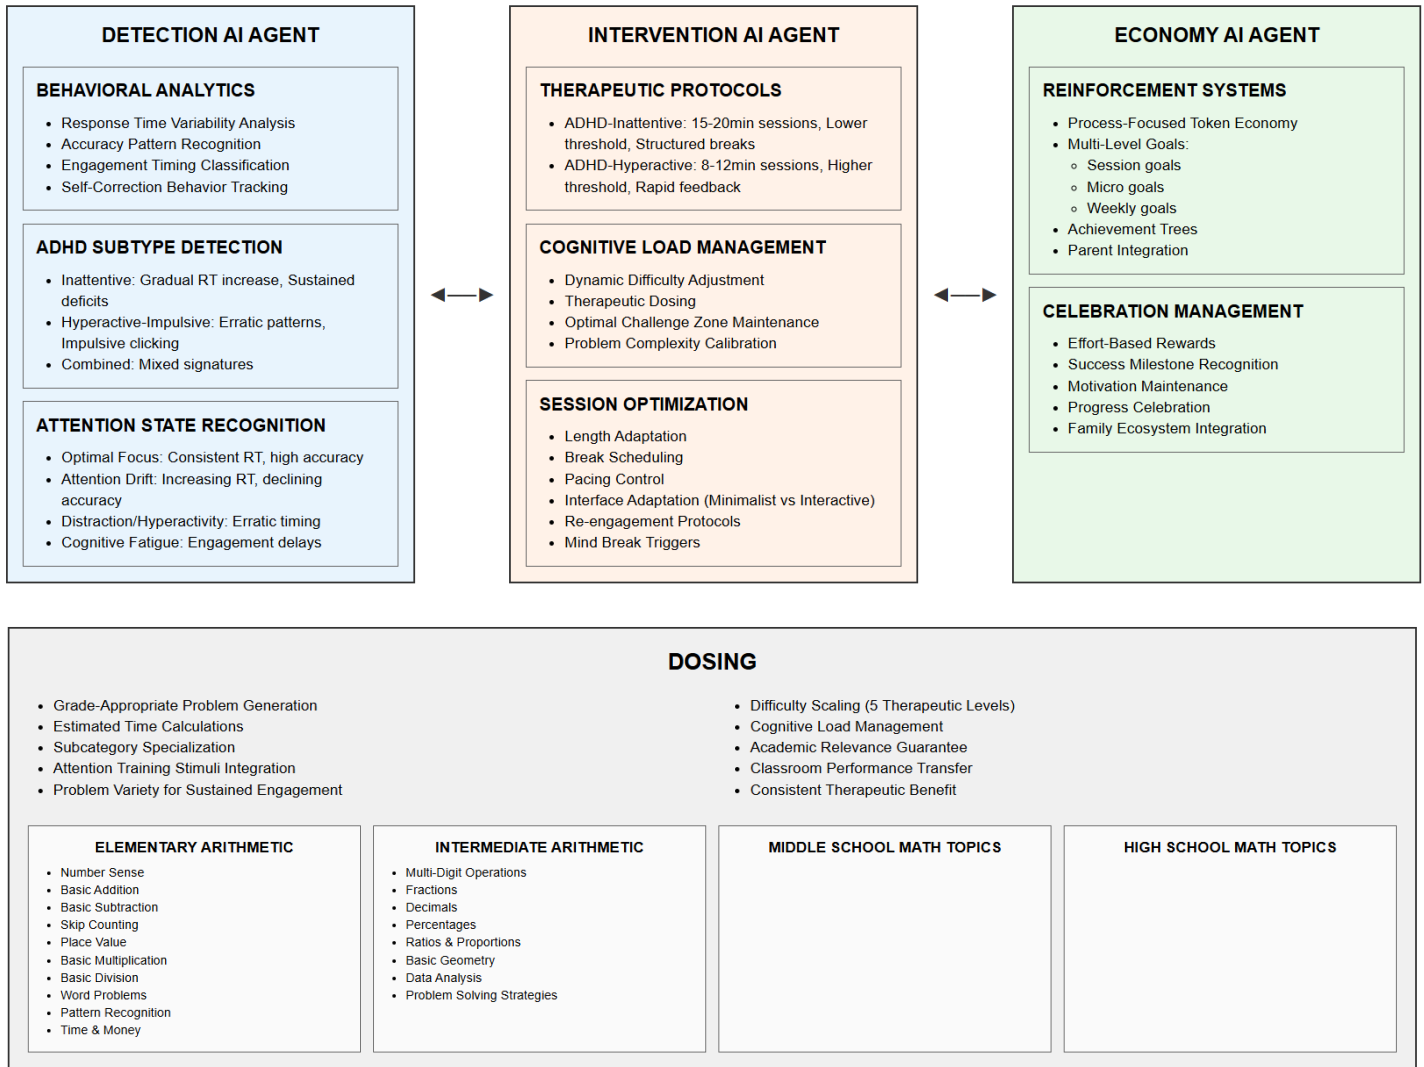 DETECTION AI AGENT
BEHAVIORAL ANALYTICS
• Response Time Variability Analysis
• Accuracy Pattern Recognition
• Engagement Timing Classification
• Self-Correction Behavior Tracking
ADHD SUBTYPE DETECTION
• Inattentive: Gradual RT increase, Sustained
deficits
• Hyperactive-Impulsive: Erratic patterns,
Impulsive clicking
• Combined: Mixed signatures
ATTENTION STATE RECOGNITION
• Optimal Focus: Consistent RT, high accuracy
• Attention Drift: Increasing RT, declining
accuracy
• Distraction/Hyperactivity: Erratic timing
• Cognitive Fatigue: Engagement delays
INTERVENTION AI AGENT
THERAPEUTIC PROTOCOLS
• ADHD-Inattentive: 15-20min sessions, Lower
threshold, Structured breaks
• ADHD-Hyperactive: 8-12min sessions, Higher
threshold, Rapid feedback
COGNITIVE LOAD MANAGEMENT
• Dynamic Difficulty Adjustment
• Therapeutic Dosing
• Optimal Challenge Zone Maintenance
• Problem Complexity Calibration
SESSION OPTIMIZATION
• Length Adaptation
• Break Scheduling
• Pacing Control
• Interface Adaptation (Minimalist vs Interactive)
• Re-engagement Protocols
• Mind Break Triggers
ECONOMY AI AGENT
REINFORCEMENT SYSTEMS
• Process-Focused Token Economy
• Multi-Level Goals:
◦ Session goals
◦ Micro goals
◦ Weekly goals
• Achievement Trees
• Parent Integration
CELEBRATION MANAGEMENT
• Effort-Based Rewards
• Success Milestone Recognition
• Motivation Maintenance
• Progress Celebration
• Family Ecosystem Integration
DOSING
• Grade-Appropriate Problem Generation
• Estimated Time Calculations
• Subcategory Specialization
• Attention Training Stimuli Integration
• Problem Variety for Sustained Engagement
• Difficulty Scaling (5 Therapeutic Levels)
• Cognitive Load Management
• Academic Relevance Guarantee
• Classroom Performance Transfer
• Consistent Therapeutic Benefit
ELEMENTARY ARITHMETIC
• Number Sense
• Basic Addition
• Basic Subtraction
• Skip Counting
• Place Value
• Basic Multiplication
• Basic Division
• Word Problems
• Pattern Recognition
• Time & Money
INTERMEDIATE ARITHMETIC
• Multi-Digit Operations
• Fractions
• Decimals
• Percentages
• Ratios & Proportions
• Basic Geometry
• Data Analysis
• Problem Solving Strategies
MIDDLE SCHOOL MATH TOPICS
HIGH SCHOOL MATH TOPICS